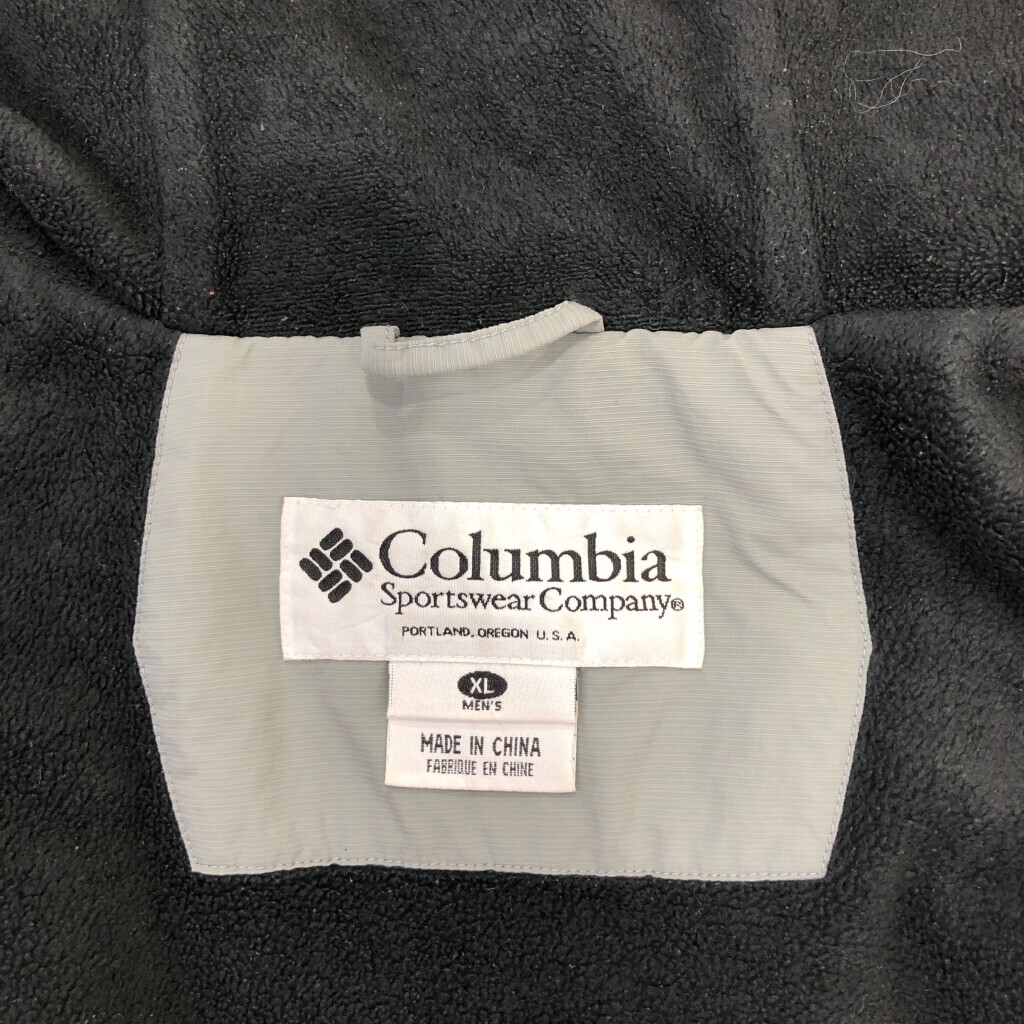 Columbia
Sportswear Company®
PORTLAND, OREGON U.S.A.
XL
MEN'S
MADE IN CHINA
FABRIQUE EN CHINE